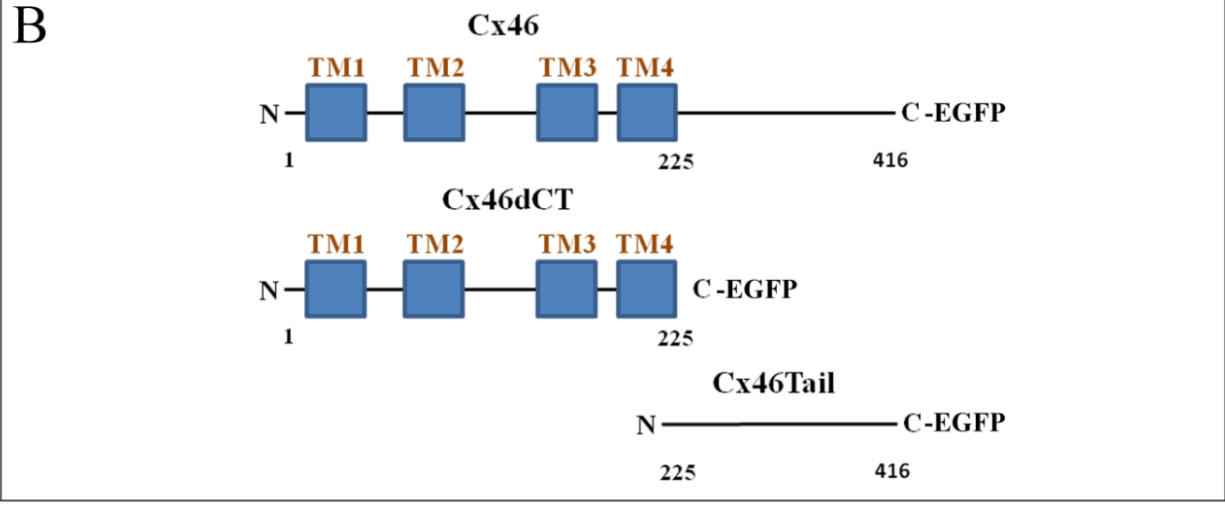 B
Cx46
TM1 TM2 TM3 TM4
N C -EGFP
1 225 416
Cx46dCT
TM1 TM2 TM3 TM4
N C -EGFP
1 225
Cx46Tail
N C-EGFP
225 416